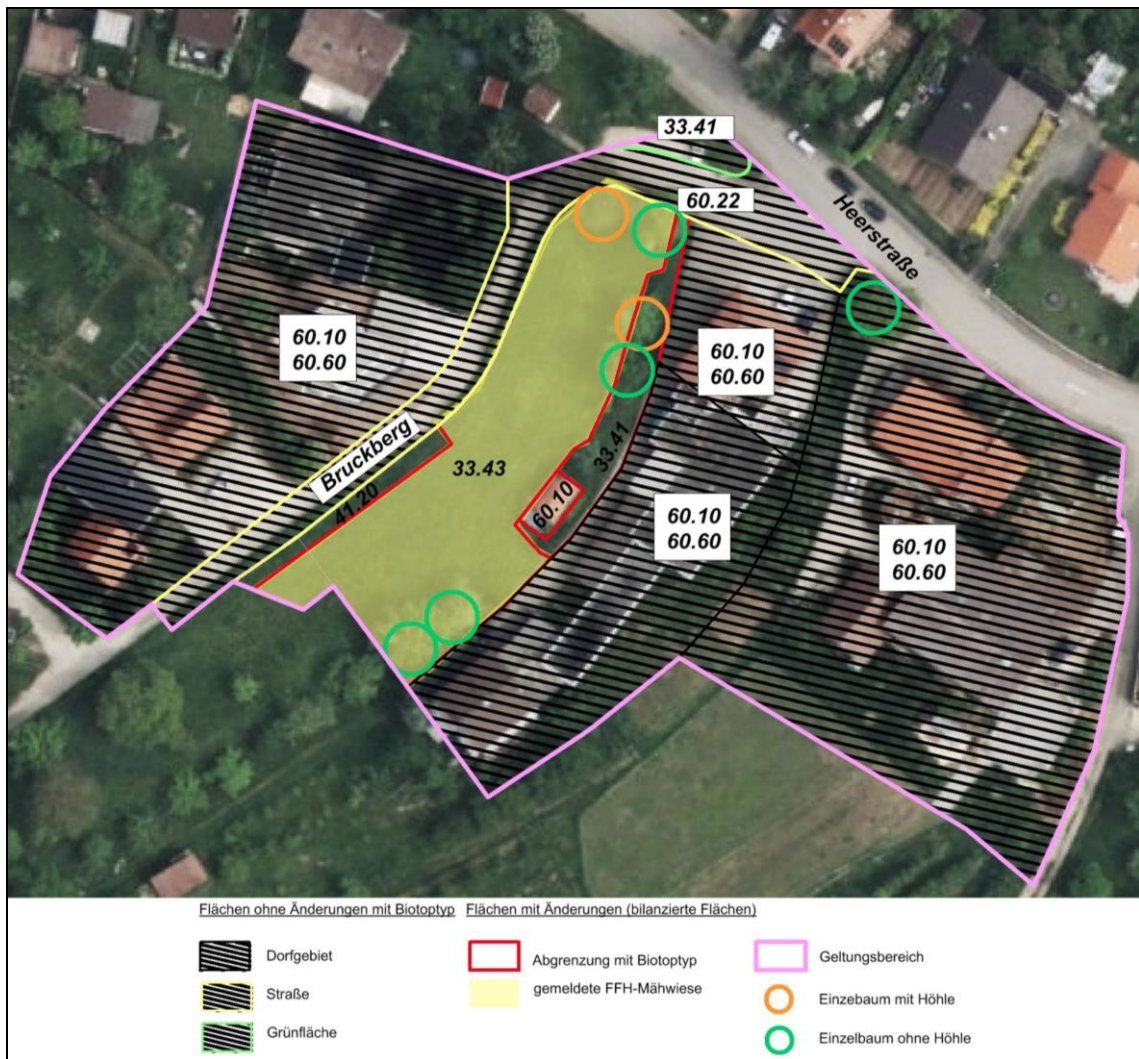 33.41
60.22
Heerstraße
60.10
60.60
60.10
60.60
Bruckberg
41.20
33.43
33.41
60.10
60.10
60.60
60.10
60.60
Flächen ohne Änderungen mit Biotoptyp
Flächen mit Änderungen (bilanzierte Flächen)
Dorfgebiet
Abgrenzung mit Biotoptyp
Geltungsbereich
Straße
gemeldete FFH-Mähwiese
Einzebaum mit Höhle
Grünfläche
Einzelbaum ohne Höhle